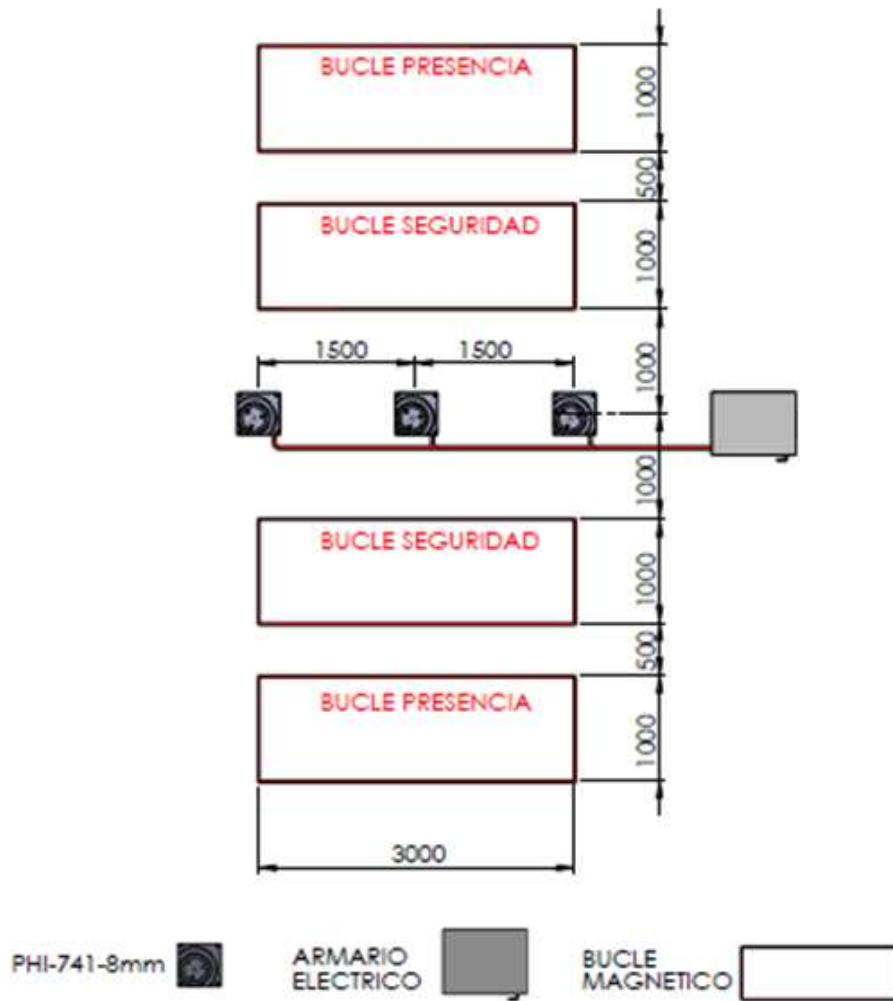 BUCLE PRESENCIA
1000
500
BUCLE SEGURIDAD
1000
1500
1500
1000
1000
BUCLE SEGURIDAD
1000
500
BUCLE PRESENCIA
1000
3000
PHI-741-8mm
ARMARIO
ELECTRICO
BUCLE
MAGNETICO